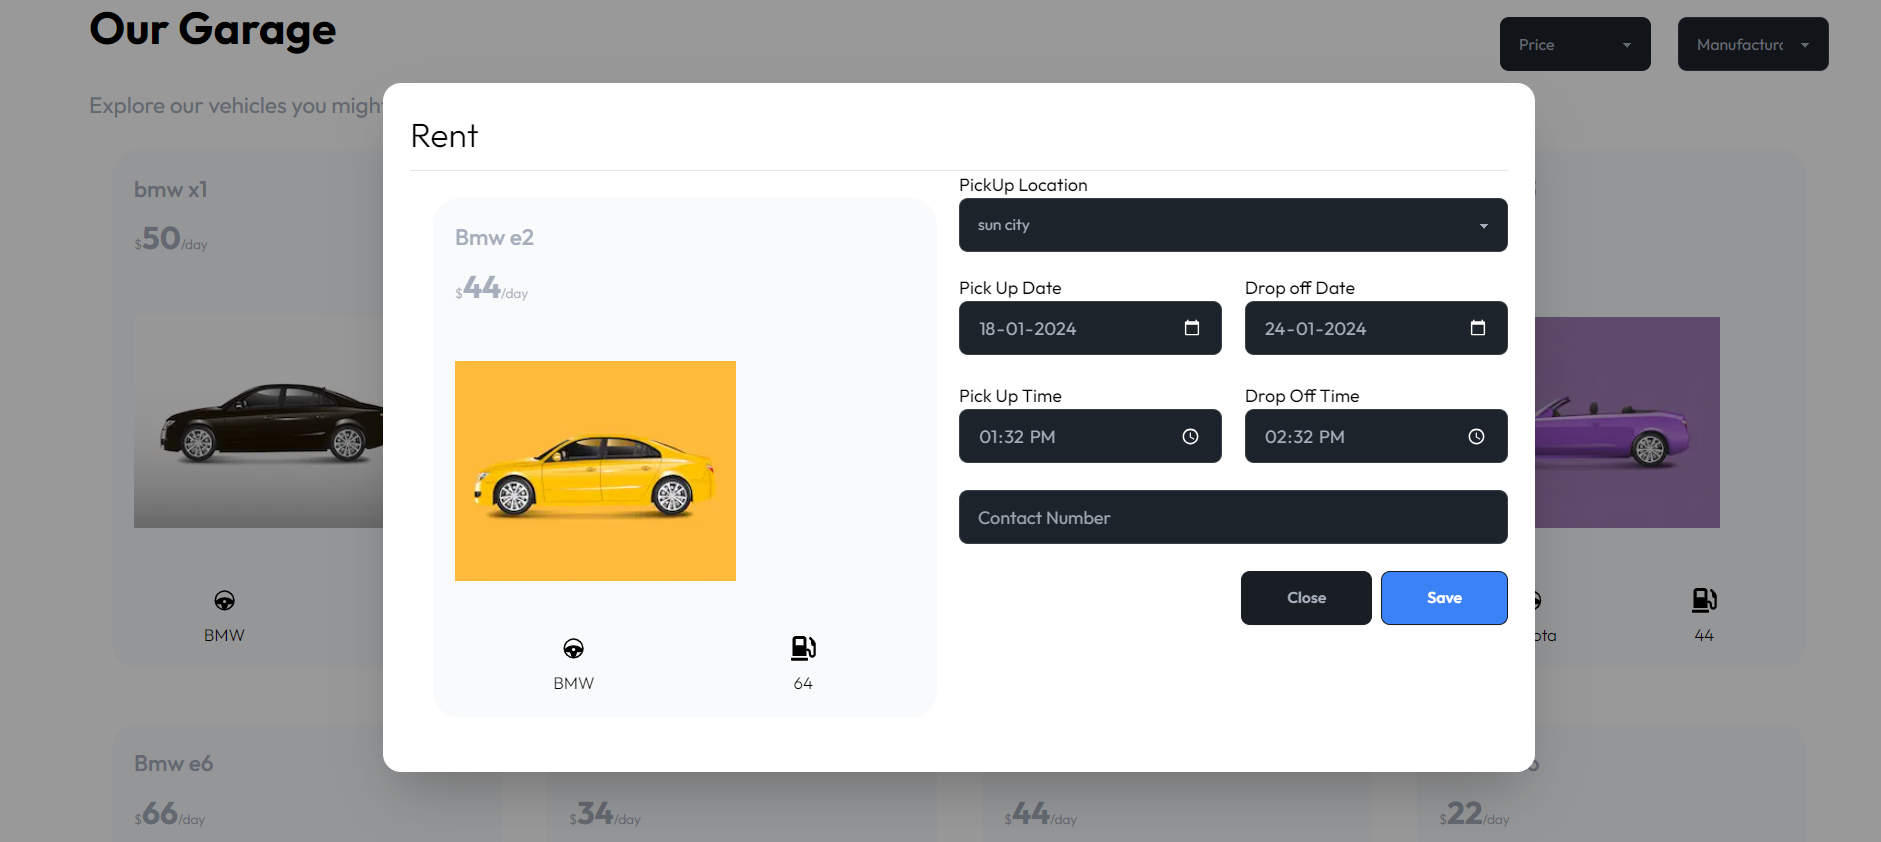 Our Garage
Price
Manufactur
Explore our vehicles you might
bmw x1
$50/day
BMW
Rent
Bmw e2
$44/day
BMW
64
PickUp Location
sun city
Pick Up Date
Drop off Date
18-01-2024
24-01-2024
Pick Up Time
Drop Off Time
01:32 PM
02:32 PM
Contact Number
Close
Save
ota
44
Bmw e6
$66/day
$34/day
$44/day
$22/day